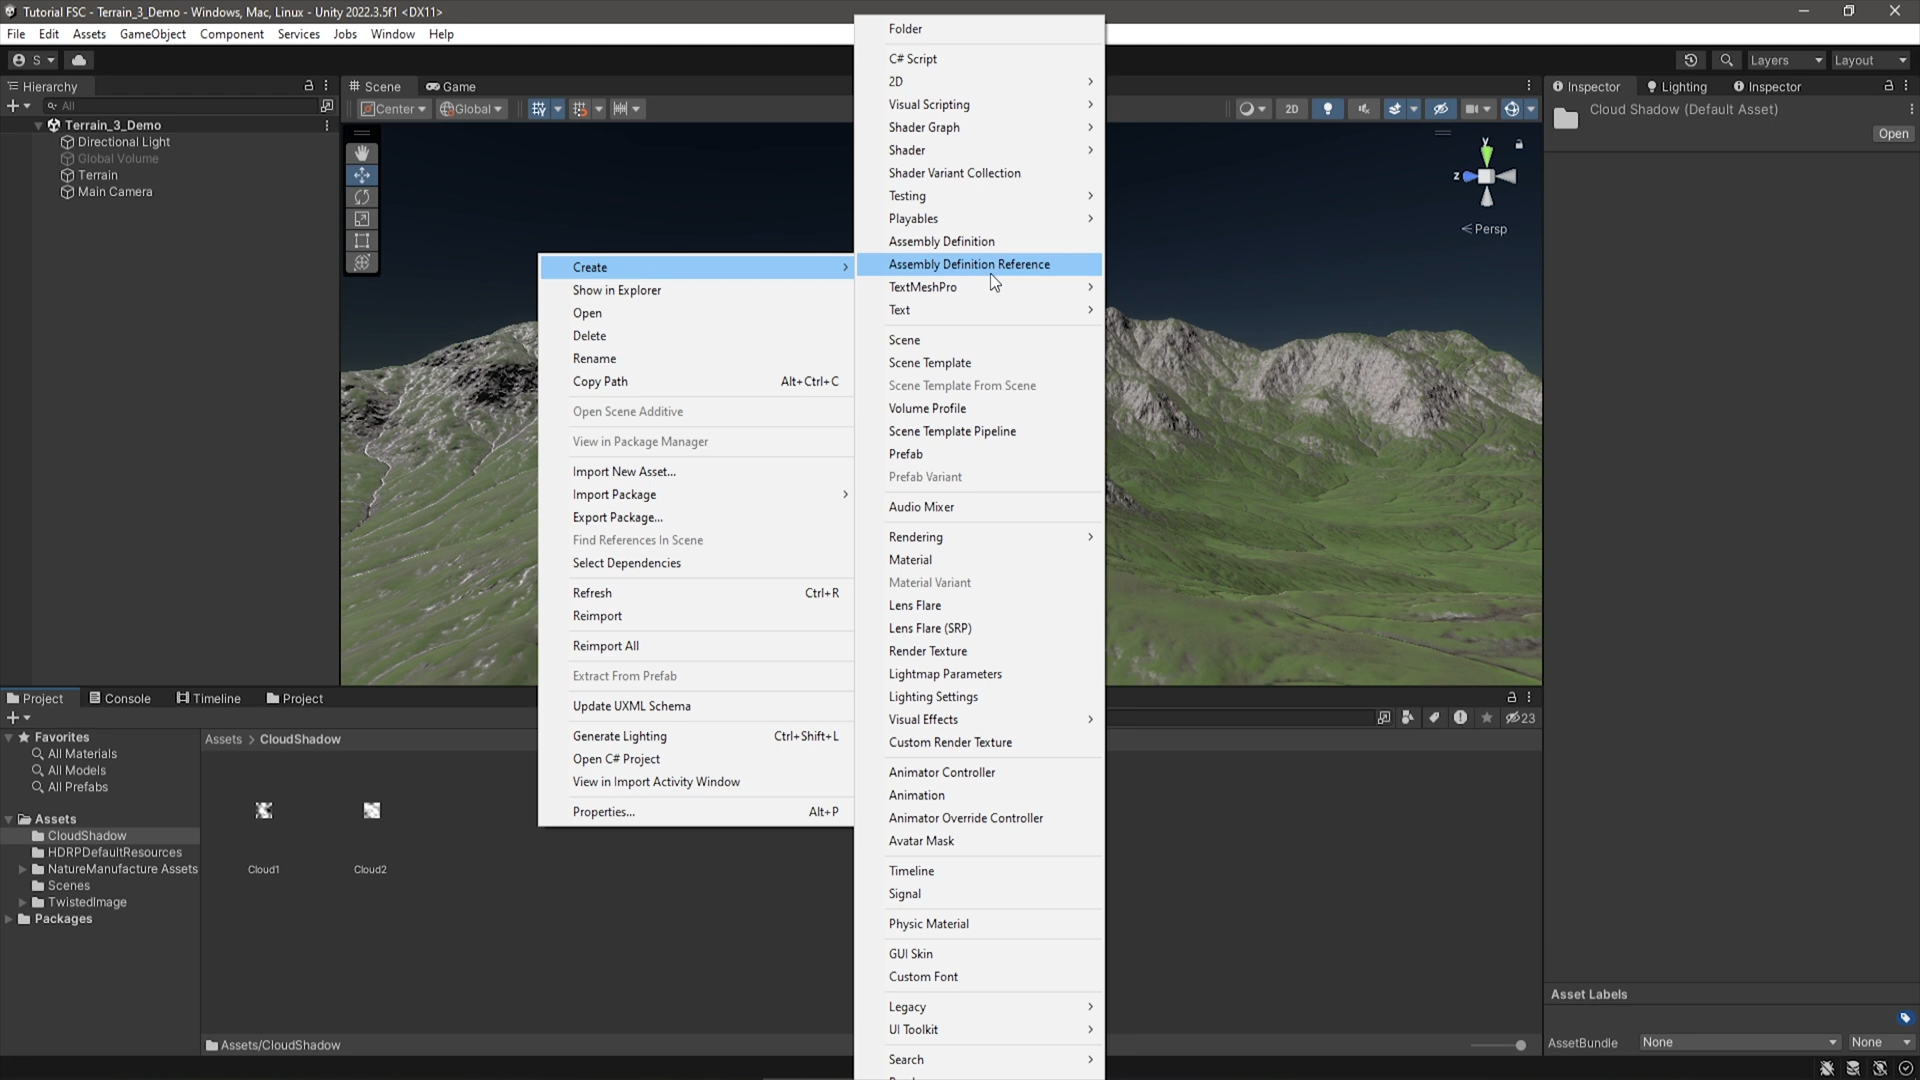 Tutorial FSC - Terrain_3_Demo - Windows, Mac, Linux - Unity 2022.3.5f1 <DX11>
File Edit Assets GameObject Component Services Jobs Window Help
S Layers Layout
Hierarchy
All
Terrain_3_Demo
Directional Light
Global Volume
Terrain
Main Camera
Scene Game
Center Global 2D
y
z
Persp
Inspector Lighting Inspector
Cloud Shadow (Default Asset)
Open
Create
Show in Explorer
Open
Delete
Rename
Copy Path Alt+Ctrl+C
Open Scene Additive
View in Package Manager
Import New Asset...
Import Package
Export Package...
Find References In Scene
Select Dependencies
Refresh Ctrl+R
Reimport
Reimport All
Extract From Prefab
Update UXML Schema
Generate Lighting Ctrl+Shift+L
Open C# Project
View in Import Activity Window
Properties... Alt+P
Folder
C# Script
2D
Visual Scripting
Shader Graph
Shader
Shader Variant Collection
Testing
Playables
Assembly Definition
Assembly Definition Reference
TextMeshPro
Text
Scene
Scene Template
Scene Template From Scene
Volume Profile
Scene Template Pipeline
Prefab
Prefab Variant
Audio Mixer
Rendering
Material
Material Variant
Lens Flare
Lens Flare (SRP)
Render Texture
Lightmap Parameters
Lighting Settings
Visual Effects
Custom Render Texture
Animator Controller
Animation
Animator Override Controller
Avatar Mask
Timeline
Signal
Physic Material
GUI Skin
Custom Font
Legacy
UI Toolkit
Search
Project Console Timeline Project
23
Favorites
All Materials
All Models
All Prefabs
Assets
CloudShadow
HDRPDefaultResources
NatureManufacture Assets
Scenes
TwistedImage
Packages
Assets > CloudShadow
Cloud1 Cloud2
Assets/CloudShadow
Asset Labels
AssetBundle None None